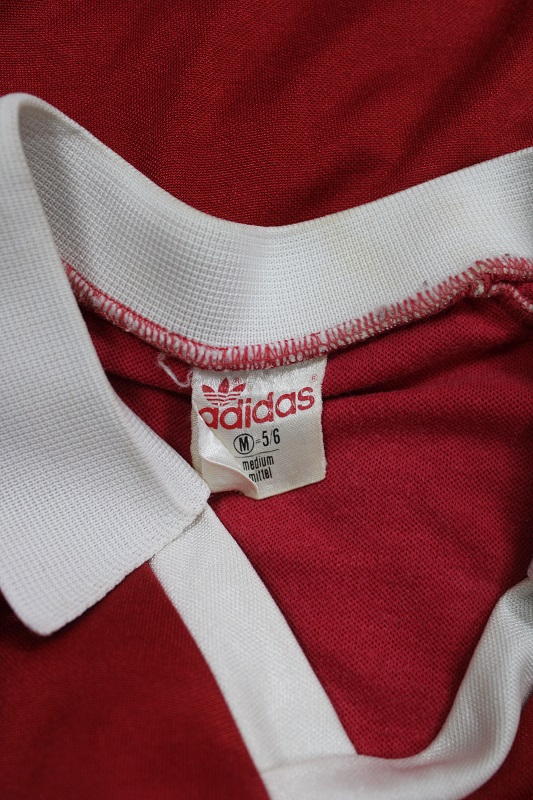 adidas®
M = 5/6
medium
mittel